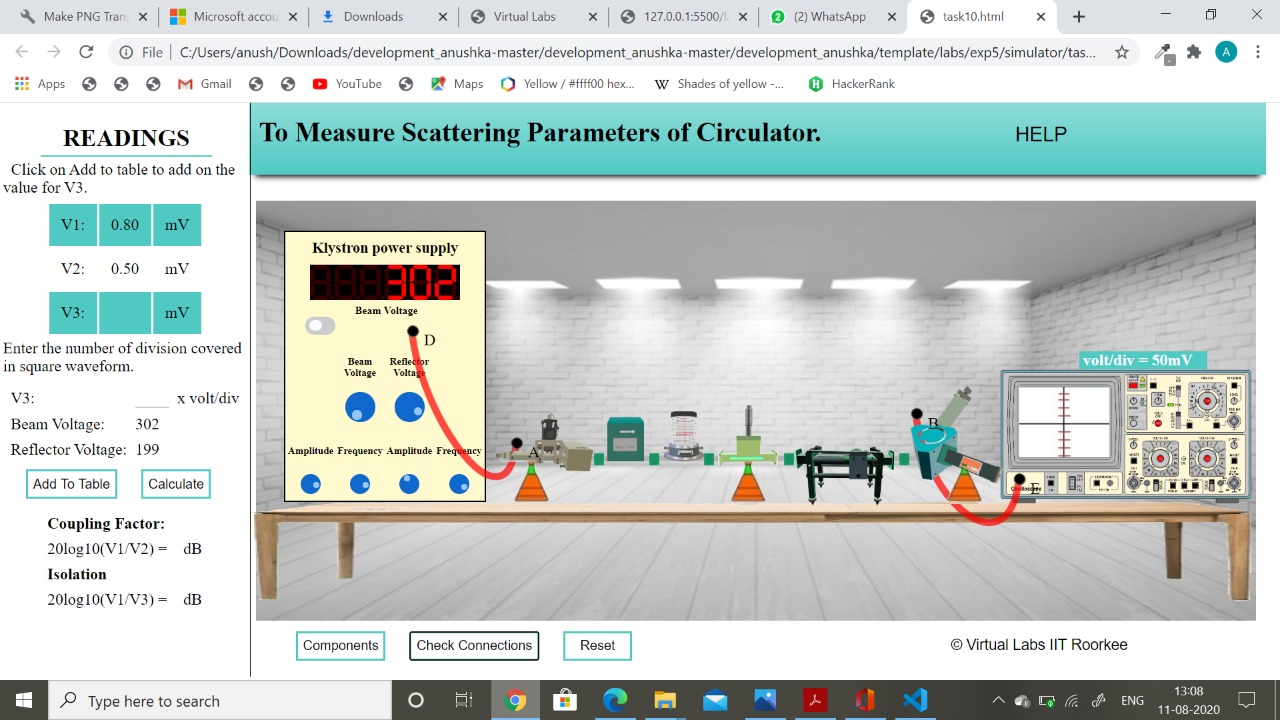 Make PNG Tran
Microsoft accou
Downloads
Virtual Labs
127.0.0.1:5500/l
(2) WhatsApp
task10.html
File
C:/Users/anush/Downloads/development_anushka-master/development_anushka-master/development_anushka/template/labs/exp5/simulator/tas...
A
Apps
Gmail
YouTube
Maps
Yellow / #ffff00 hex...
W
Shades of yellow -...
HackerRank
READINGS
Click on Add to table to add on the
value for V3.
V1: 0.80 mV
V2: 0.50 mV
V3: mV
Enter the number of division covered
in square waveform.
V3: ____ x volt/div
Beam Voltage: 302
Reflector Voltage: 199
Add To Table
Calculate
Coupling Factor:
20log10(V1/V2) = dB
Isolation
20log10(V1/V3) = dB
To Measure Scattering Parameters of Circulator.
HELP
Klystron power supply
302
Beam Voltage
D
Beam
Voltage
Reflector
Voltage
Amplitude Frequency Amplitude Frequency
A
B
volt/div = 50mV
E
Components
Check Connections
Reset
© Virtual Labs IIT Roorkee
Type here to search
ENG
13:08
11-08-2020